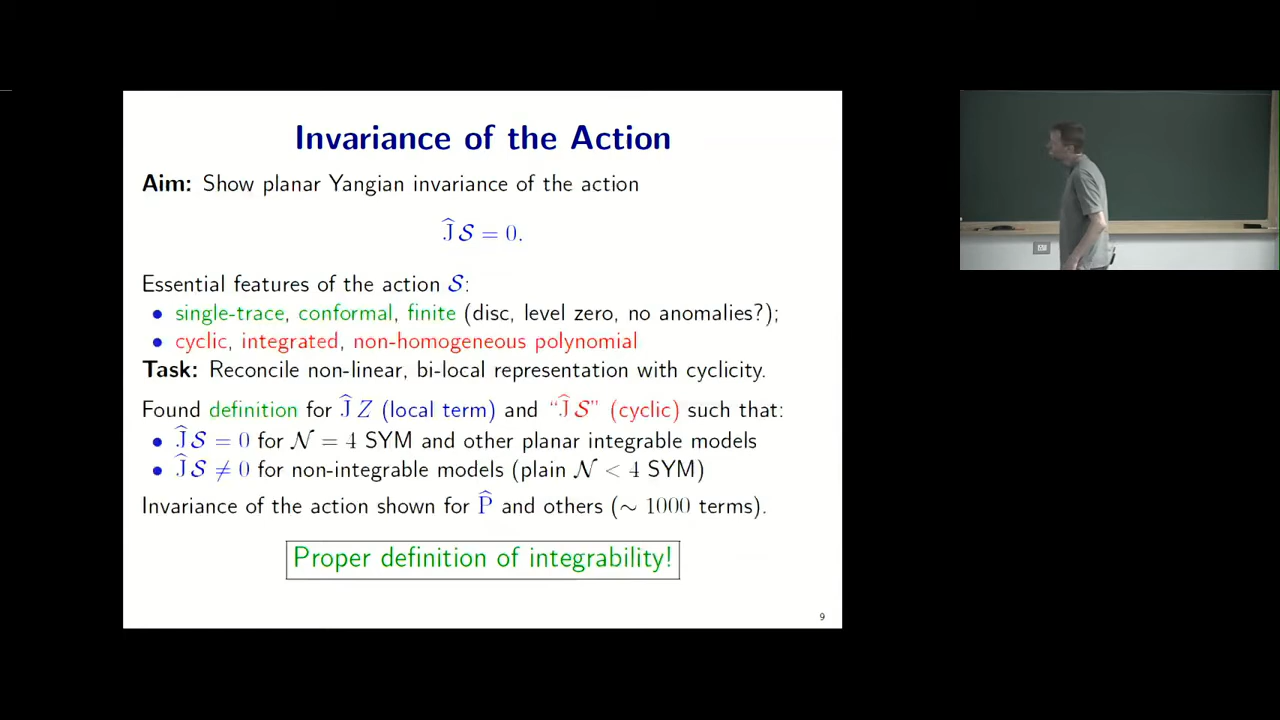 Invariance of the Action
Aim: Show planar Yangian invariance of the action
Ĵ 𝒮 = 0.
Essential features of the action 𝒮:
• single-trace, conformal, finite (disc, level zero, no anomalies?);
• cyclic, integrated, non-homogeneous polynomial
Task: Reconcile non-linear, bi-local representation with cyclicity.
Found definition for Ĵ Z (local term) and “Ĵ 𝒮” (cyclic) such that:
• Ĵ 𝒮 = 0 for 𝒩 = 4 SYM and other planar integrable models
• Ĵ 𝒮 ≠ 0 for non-integrable models (plain 𝒩 < 4 SYM)
Invariance of the action shown for P̂ and others (∼ 1000 terms).
Proper definition of integrability!
9